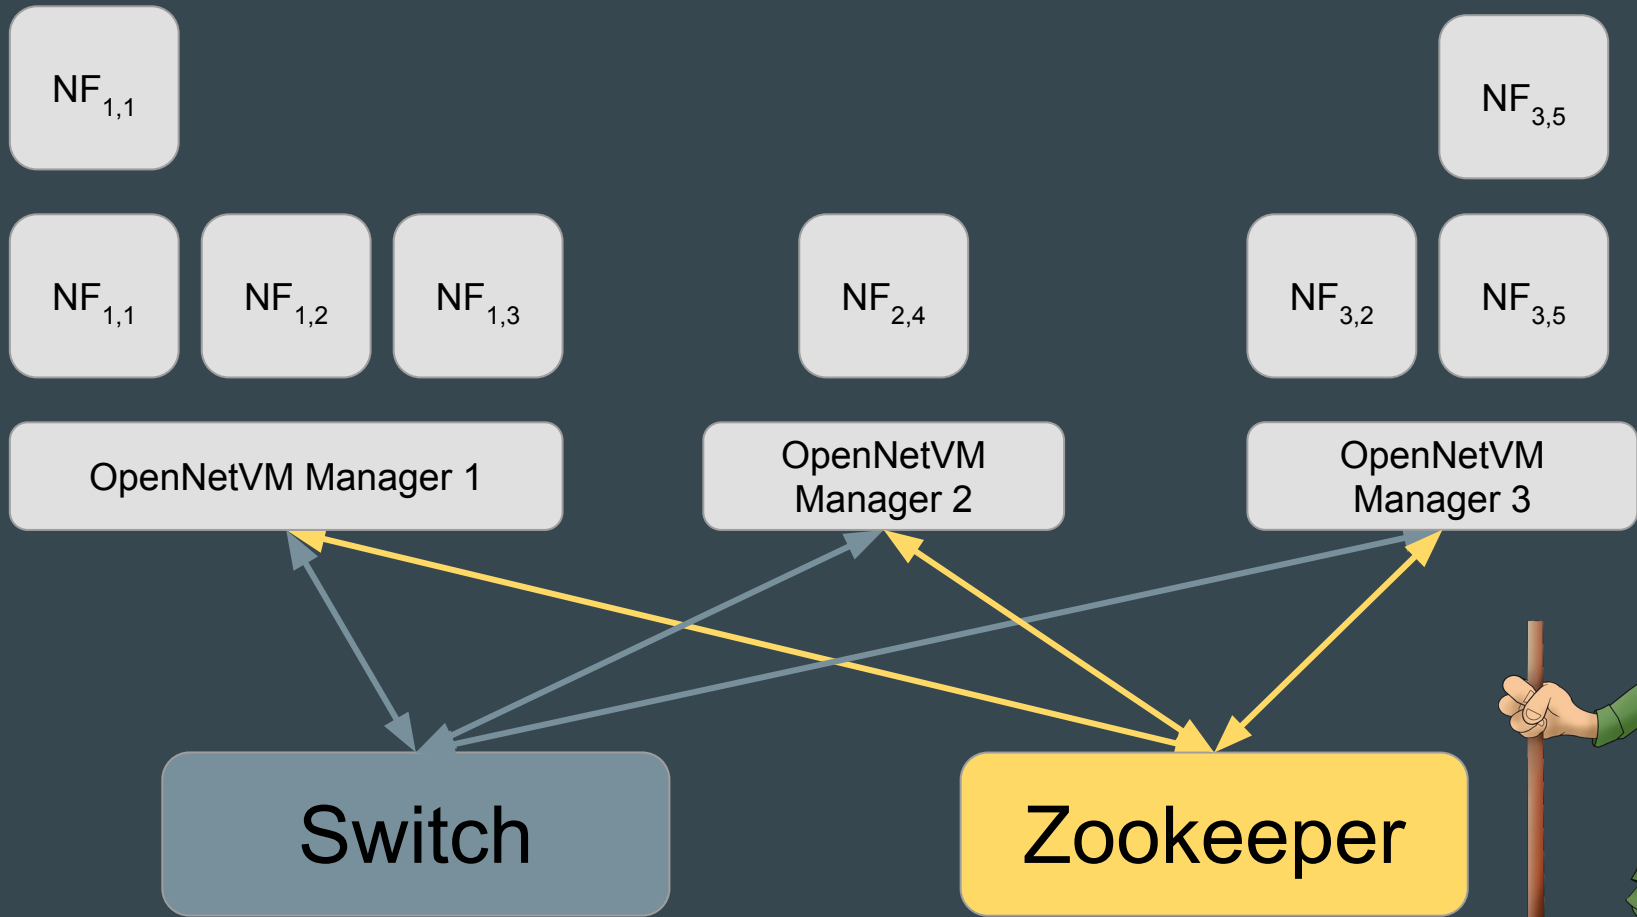 NF1,1
NF3,5
NF1,1
NF1,2
NF1,3
NF2,4
NF3,2
NF3,5
OpenNetVM Manager 1
OpenNetVM
Manager 2
OpenNetVM
Manager 3
Switch
Zookeeper